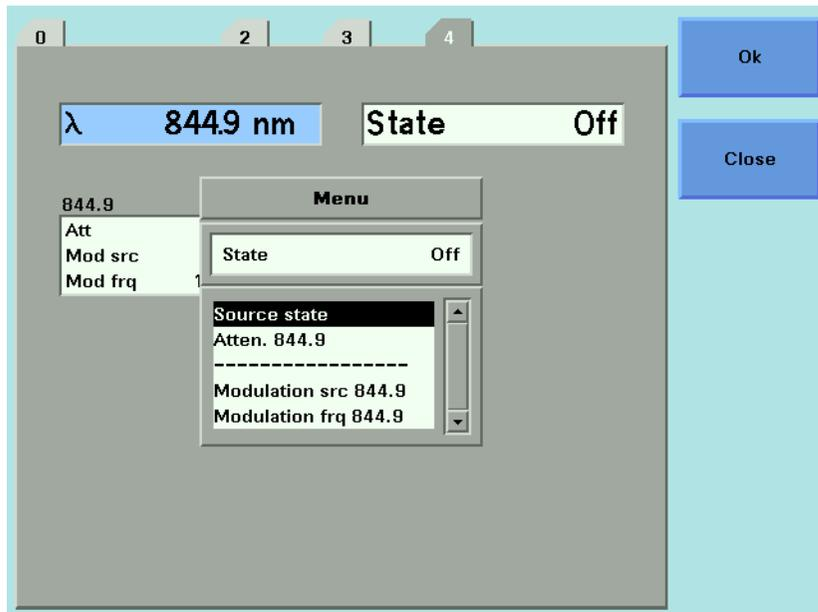 0 2 3 4
Ok
λ 844.9 nm State Off
Close
844.9
Menu
Att
Mod src
Mod frq 1
State Off
Source state
Atten. 844.9
------------------
Modulation src 844.9
Modulation frq 844.9